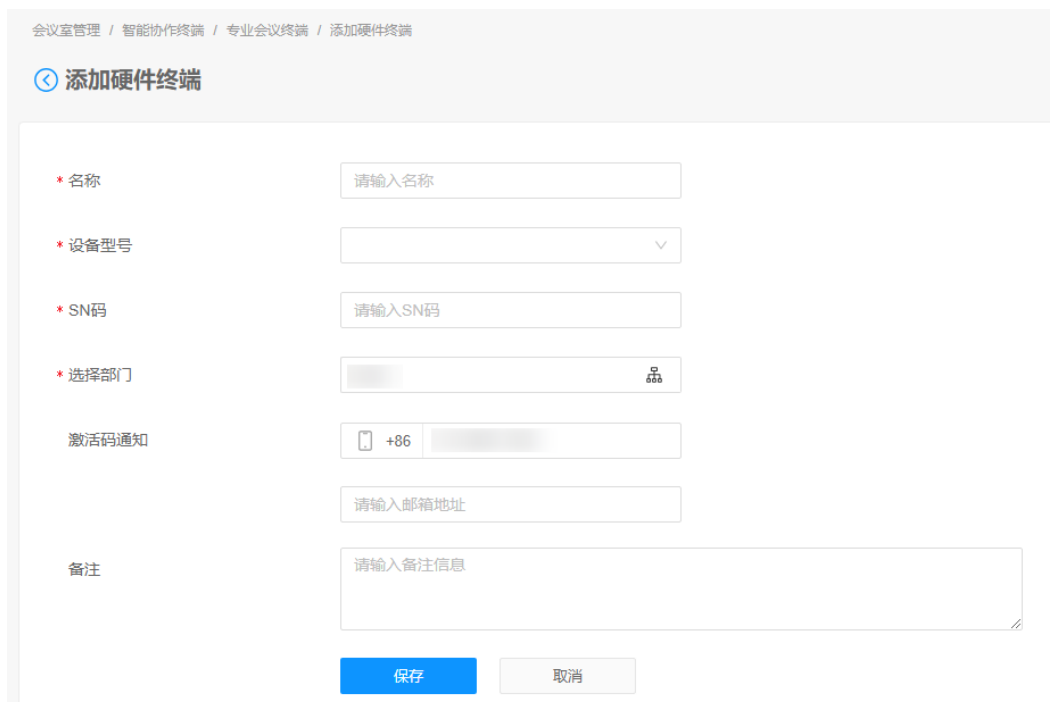 会议室管理 / 智能协作终端 / 专业会议终端 / 添加硬件终端
添加硬件终端
* 名称 请输入名称
* 设备型号
* SN码 请输入SN码
* 选择部门
激活码通知 +86
请输入邮箱地址
备注 请输入备注信息
保存 取消